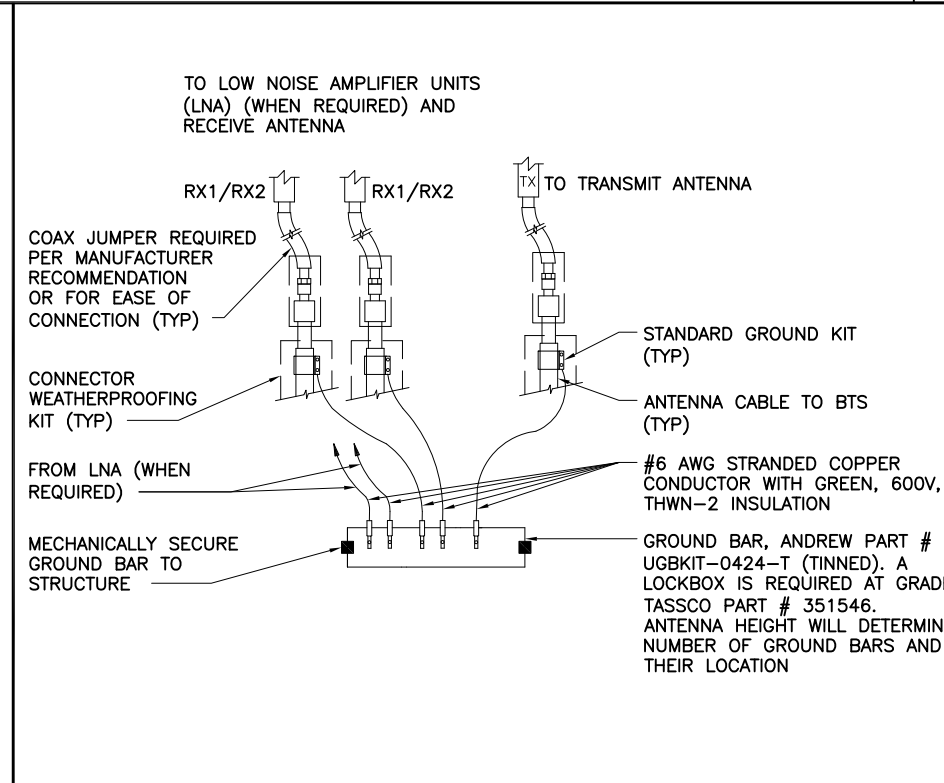 TO LOW NOISE AMPLIFIER UNITS
(LNA) (WHEN REQUIRED) AND
RECEIVE ANTENNA
RX1/RX2
RX1/RX2
TX
TO TRANSMIT ANTENNA
COAX JUMPER REQUIRED
PER MANUFACTURER
RECOMMENDATION
OR FOR EASE OF
CONNECTION (TYP)
CONNECTOR
WEATHERPROOFING
KIT (TYP)
FROM LNA (WHEN
REQUIRED)
MECHANICALLY SECURE
GROUND BAR TO
STRUCTURE
STANDARD GROUND KIT
(TYP)
ANTENNA CABLE TO BTS
(TYP)
#6 AWG STRANDED COPPER
CONDUCTOR WITH GREEN, 600V,
THWN-2 INSULATION
GROUND BAR, ANDREW PART #
UGBKIT-0424-T (TINNED). A
LOCKBOX IS REQUIRED AT GRAD
TASSCO PART # 351546.
ANTENNA HEIGHT WILL DETERMIN
NUMBER OF GROUND BARS AND
THEIR LOCATION